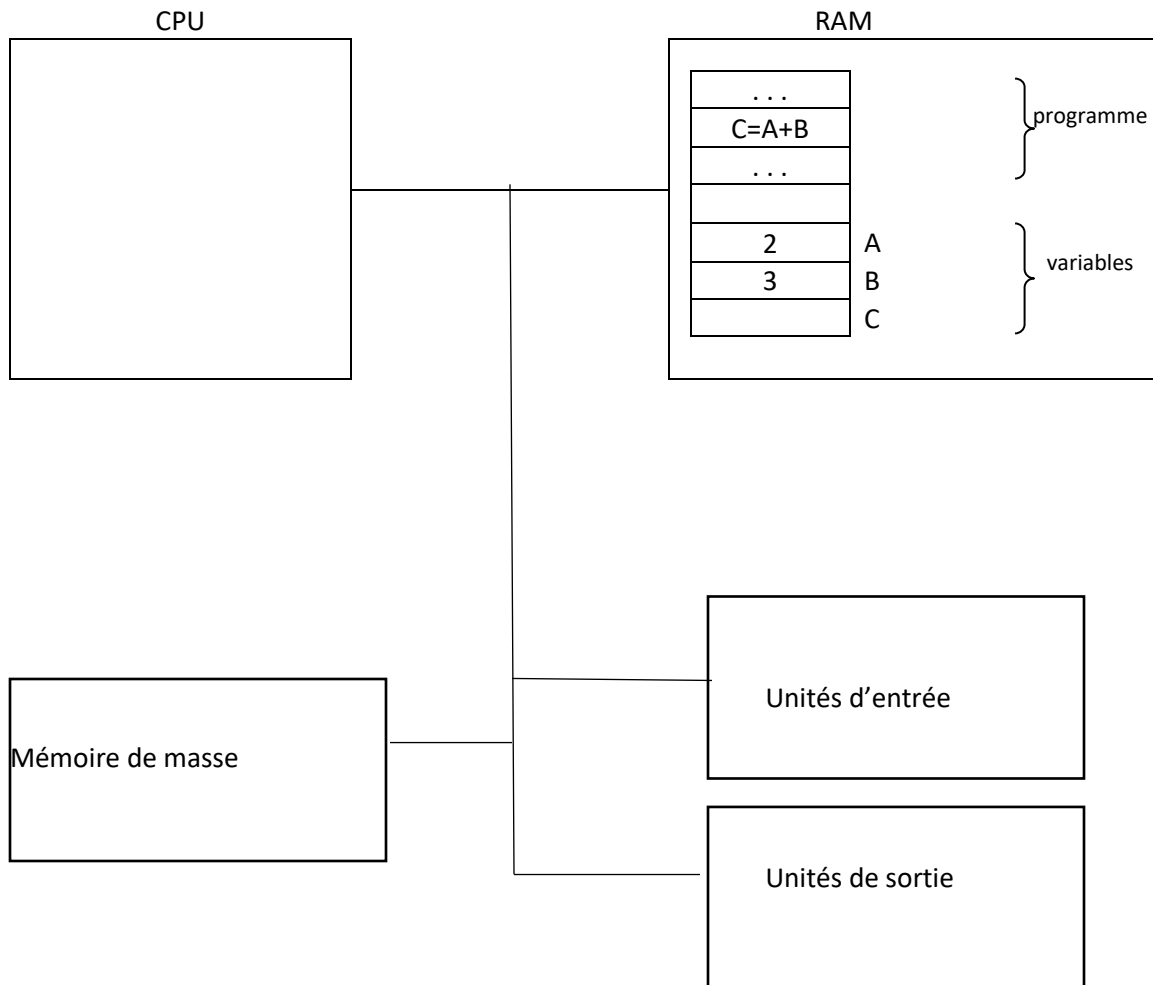 CPU
RAM
. . .
C=A+B
. . .
programme
2 A
3 B
C
variables
Mémoire de masse
Unités d’entrée
Unités de sortie